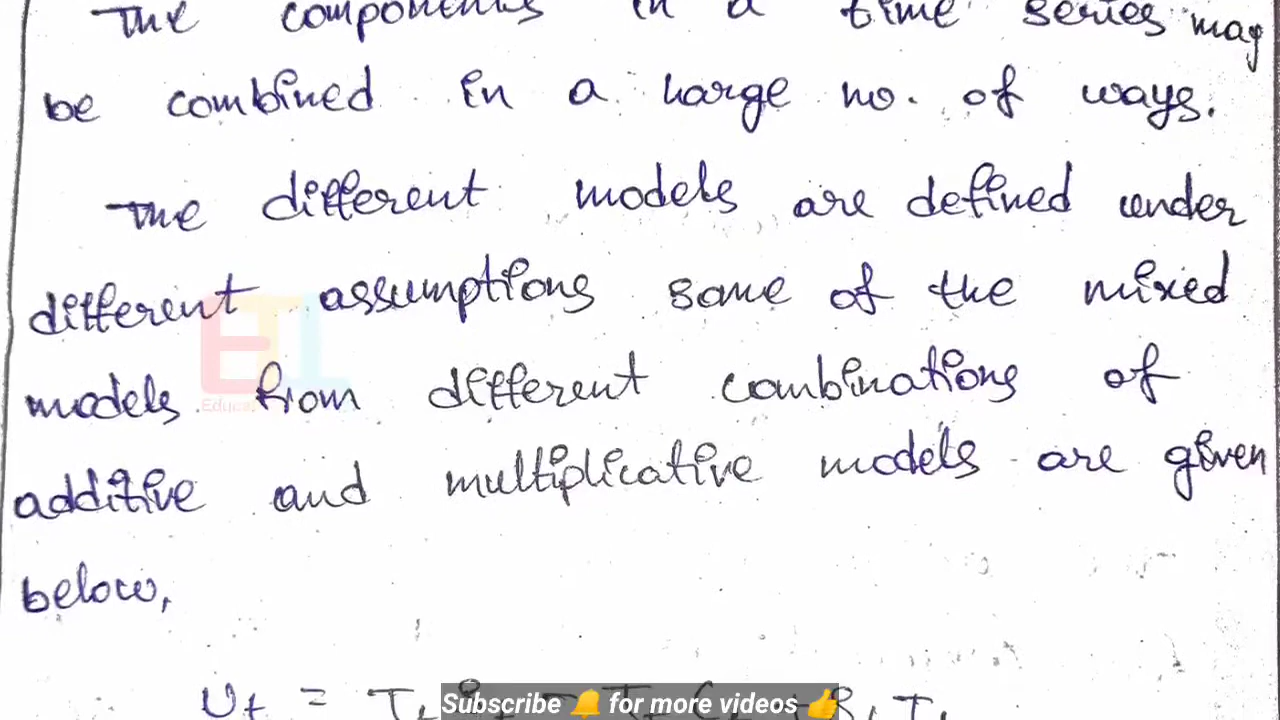 The components in a time series may
be combined in a large no. of ways.
The different models are defined under
different assumptions some of the mixed
models from different combinations of
additive and multiplicative models are given
below,
Ut =
Subscribe 🔔 for more videos 👍